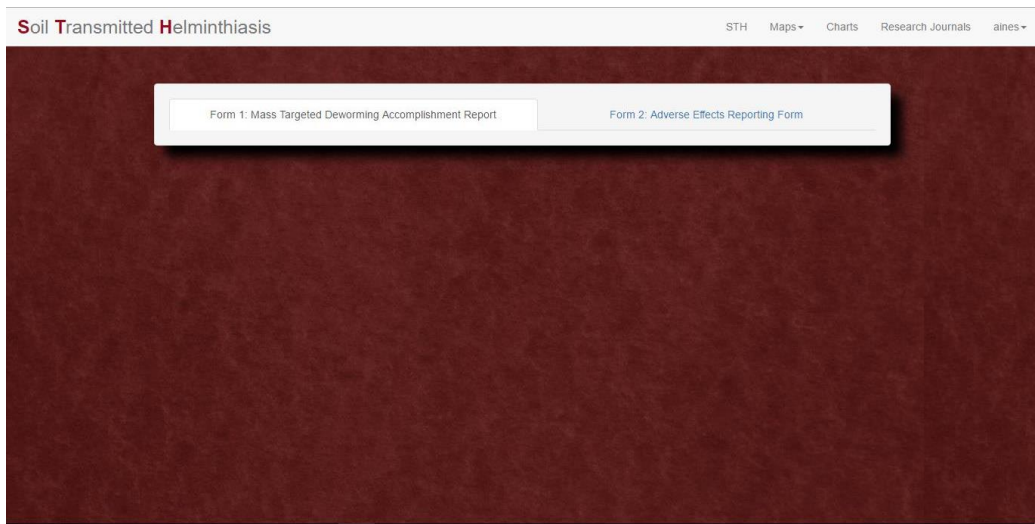 Soil Transmitted Helminthiasis
STH Maps Charts Research Journals aines
Form 1: Mass Targeted Deworming Accomplishment Report Form 2: Adverse Effects Reporting Form